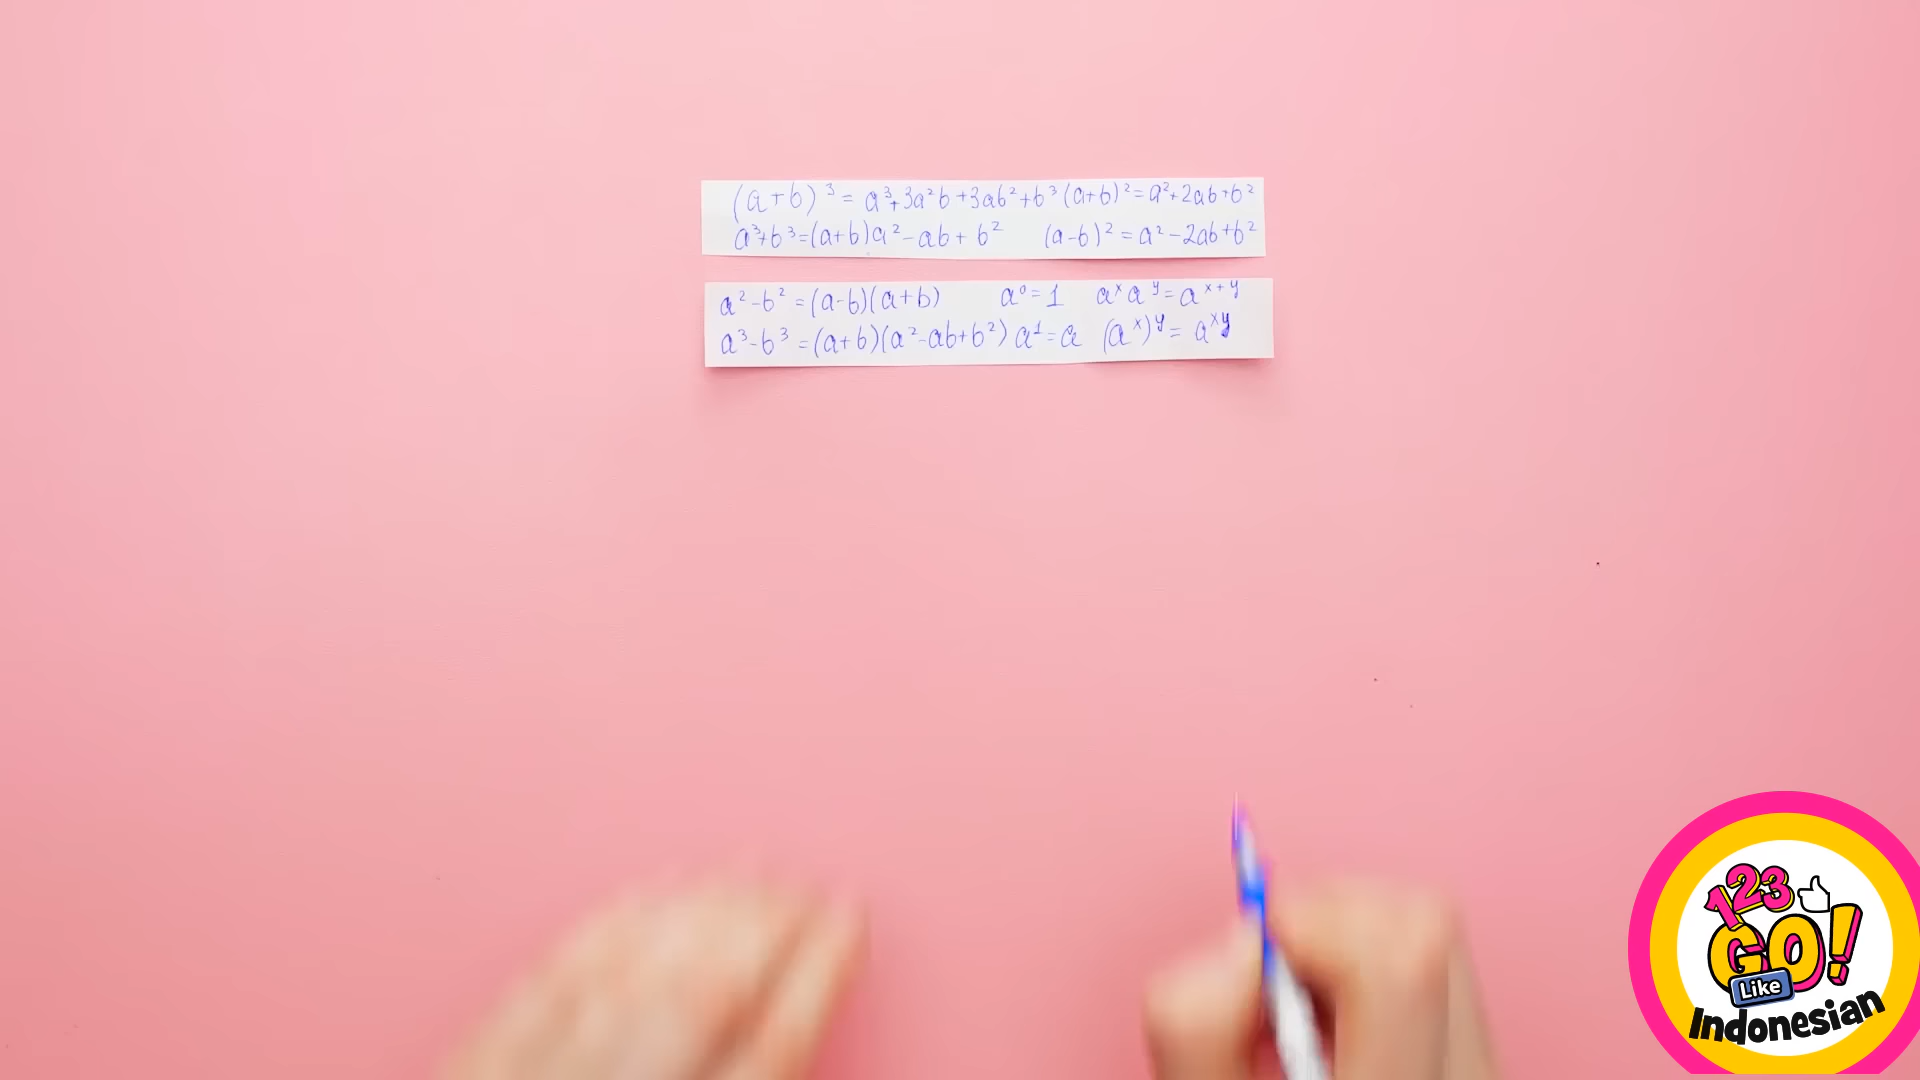 (a+b)³ = a³+3a²b+3ab²+b³ (a+b)²=a²+2ab+b²
a³+b³=(a+b)a²-ab+b² (a-b)²=a²-2ab+b²
a²-b²=(a-b)(a+b) a⁰=1 aˣaʸ=aˣ⁺ʸ
a³-b³=(a+b)(a²-ab+b²) a¹=a (aˣ)ʸ=aˣʸ
123
GO!
Like
Indonesian